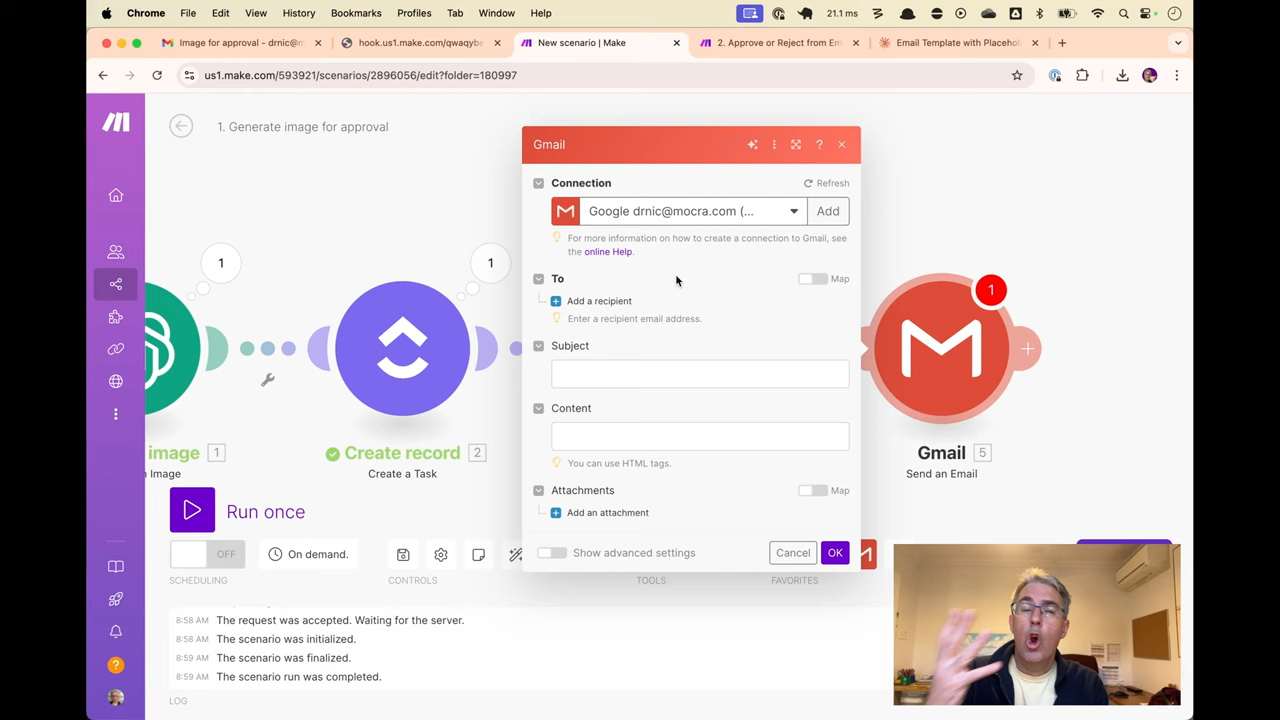 Chrome File Edit View History Bookmarks Profiles Tab Window Help 21.1 ms
Image for approval - drnic@m
hook.us1.make.com/qwaqybe
New scenario | Make
2. Approve or Reject from Em
Email Template with Placehol
us1.make.com/593921/scenarios/2896056/edit?folder=180997
1. Generate image for approval
Gmail
Connection
Refresh
Google drnic@mocra.com (...
Add
For more information on how to create a connection to Gmail, see
the online Help.
To
Map
Add a recipient
Enter a recipient email address.
Subject
Content
You can use HTML tags.
Attachments
Map
Add an attachment
Show advanced settings
Cancel
OK
1
1
1
image 1
n Image
Create record 2
Create a Task
Gmail 5
Send an Email
Run once
OFF
On demand.
SCHEDULING
CONTROLS
TOOLS
FAVORITES
8:58 AM The request was accepted. Waiting for the server.
8:58 AM The scenario was initialized.
8:59 AM The scenario was finalized.
8:59 AM The scenario run was completed.
LOG